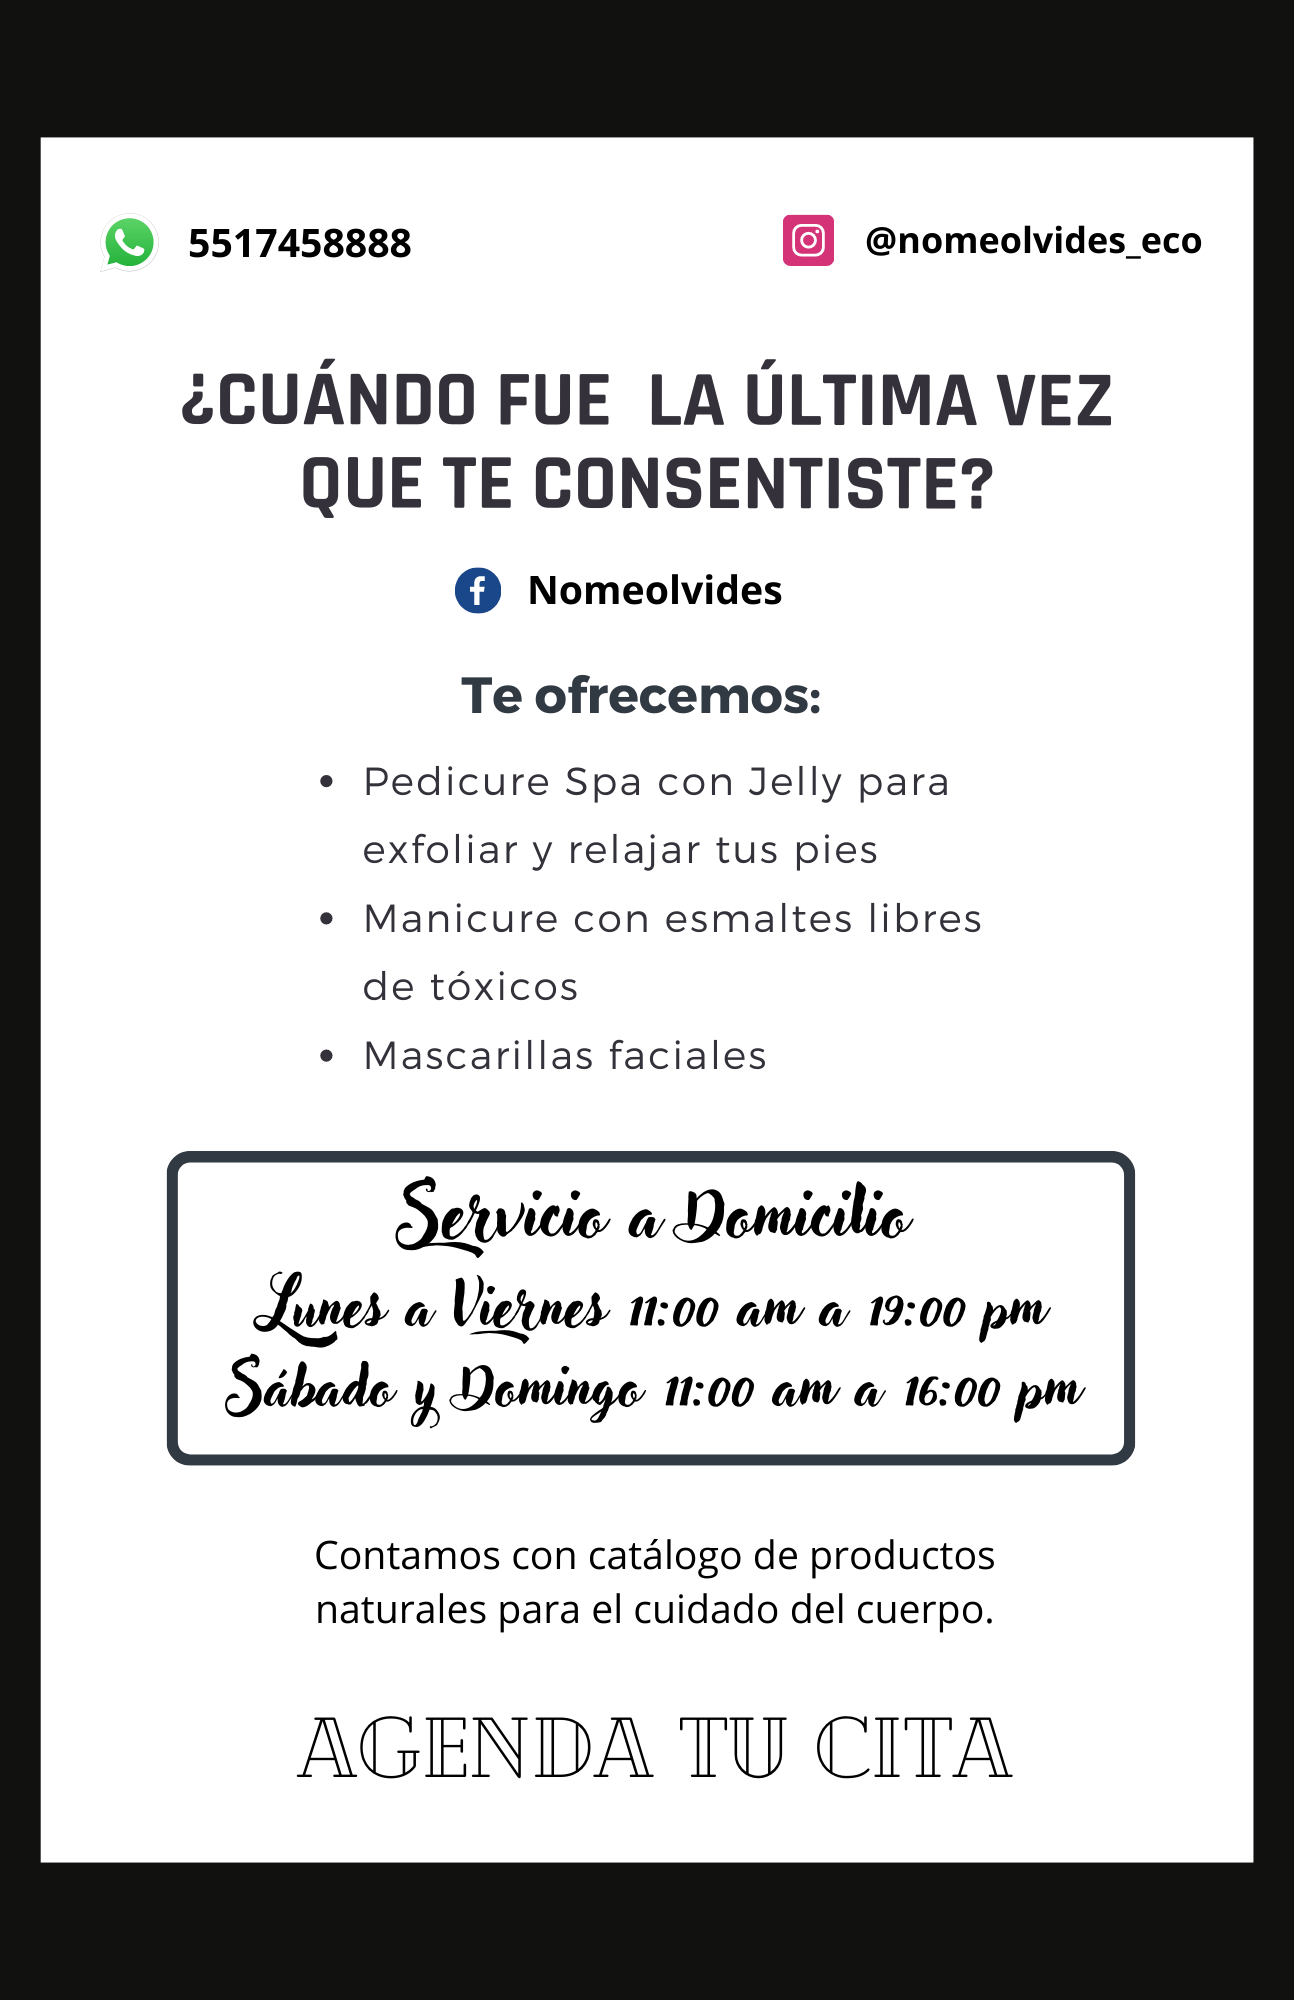 5517458888
@nomeolvides_eco
¿CUÁNDO FUE LA ÚLTIMA VEZ
QUE TE CONSENTISTE?
Nomeolvides
Te ofrecemos:
• Pedicure Spa con Jelly para
exfoliar y relajar tus pies
• Manicure con esmaltes libres
de tóxicos
• Mascarillas faciales
Servicio a Domicilio
Lunes a Viernes 11:00 am a 19:00 pm
Sábado y Domingo 11:00 am a 16:00 pm
Contamos con catálogo de productos
naturales para el cuidado del cuerpo.
AGENDA TU CITA